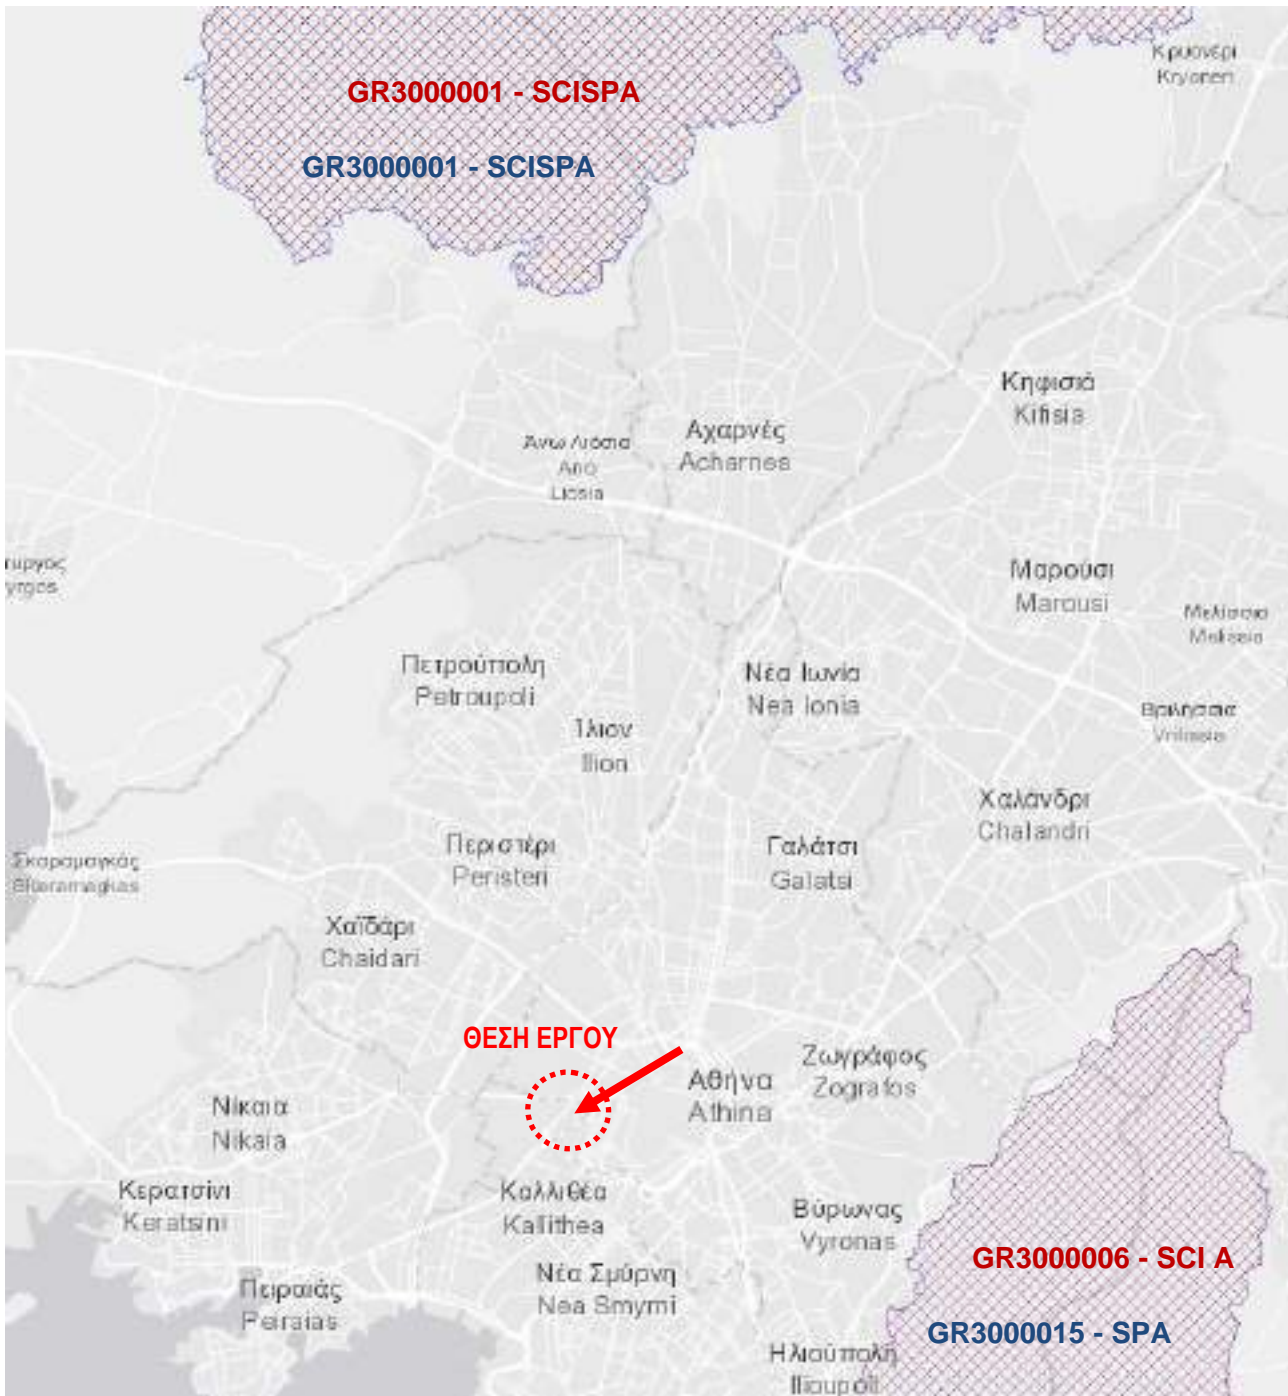 Κρυονέρι
Kryoneri
GR3000001 - SCISPA
GR3000001 - SCISPA
Κηφισιά
Kifisia
Αχαρνές
Acharnes
Άνω Λιόσια
Ano
Liosia
Μαρούσι
Marousi
Μελίσσια
Melissia
Πετρούπολη
Petroupoli
Νέα Ιωνία
Nea Ionia
Ίλιον
Ilion
Βριλήσσια
Vrilissia
Χαλάνδρι
Chalandri
Περιστέρι
Peristeri
Γαλάτσι
Galatsi
Σκαραμαγκάς
Skaramagkas
Χαϊδάρι
Chaidari
ΘΕΣΗ ΕΡΓΟΥ
Ζωγράφος
Zografos
Αθήνα
Athina
Νίκαια
Nikaia
Κερατσίνι
Keratsini
Καλλιθέα
Kallithea
Βύρωνας
Vyronas
GR3000006 - SCI A
Νέα Σμύρνη
Nea Smyrni
Πειραιάς
Peiraias
GR3000015 - SPA
Ηλιούπολη
Ilioupoli